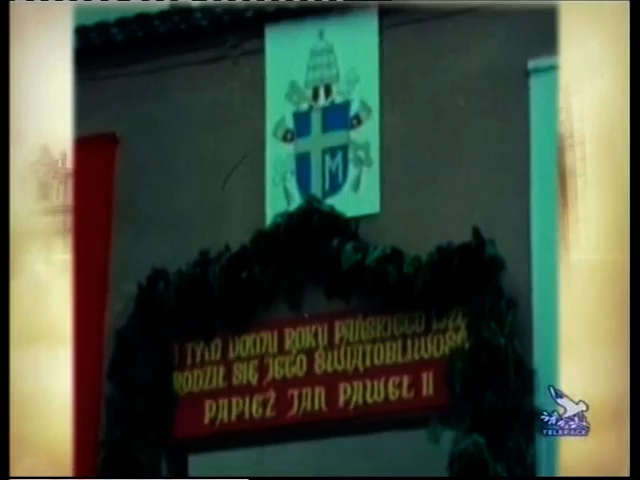 M
TYM DOMU ROKU PAŃSKIEGO
RODZIŁ SIĘ JEGO ŚWIĄTOBLIWOŚĆ
PAPIEŻ JAN PAWEŁ II
TELEPACE